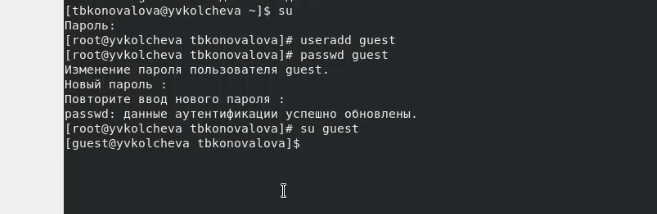 [tbkonovalova@yvkolcheva ~]$ su
Пароль:
[root@yvkolcheva tbkonovalova]# useradd guest
[root@yvkolcheva tbkonovalova]# passwd guest
Изменение пароля пользователя guest.
Новый пароль :
Повторите ввод нового пароля :
passwd: данные аутентификации успешно обновлены.
[root@yvkolcheva tbkonovalova]# su guest
[guest@yvkolcheva tbkonovalova]$